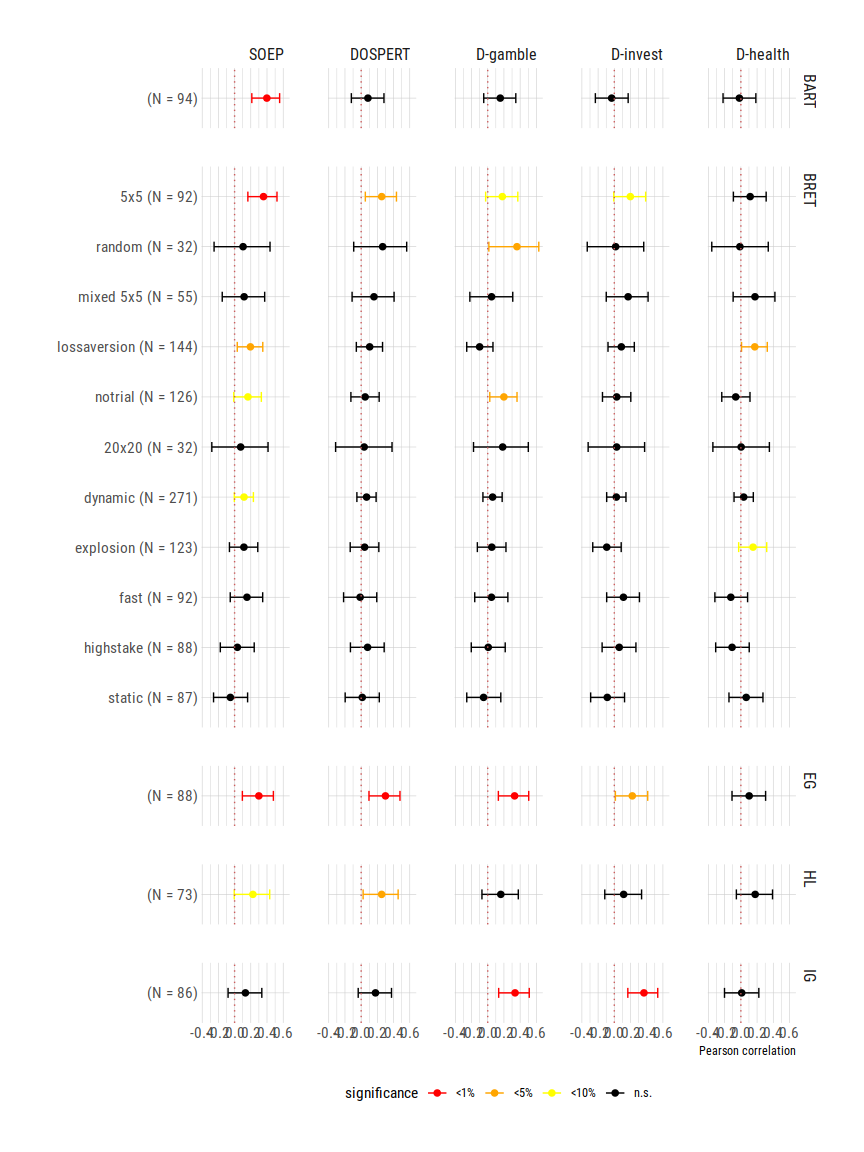 SOEP DOSPERT D-gamble D-invest D-health
BART
(N = 94)
BRET
5x5 (N = 92)
random (N = 32)
mixed 5x5 (N = 55)
lossaversion (N = 144)
notrial (N = 126)
20x20 (N = 32)
dynamic (N = 271)
explosion (N = 123)
fast (N = 92)
highstake (N = 88)
static (N = 87)
EG
(N = 88)
HL
(N = 73)
IG
(N = 86)
-0.4 -0.2 0.0 0.2 0.4 0.6 -0.4 -0.2 0.0 0.2 0.4 0.6 -0.4 -0.2 0.0 0.2 0.4 0.6 -0.4 -0.2 0.0 0.2 0.4 0.6 -0.4 -0.2 0.0 0.2 0.4 0.6
Pearson correlation
significance <1% <5% <10% n.s.